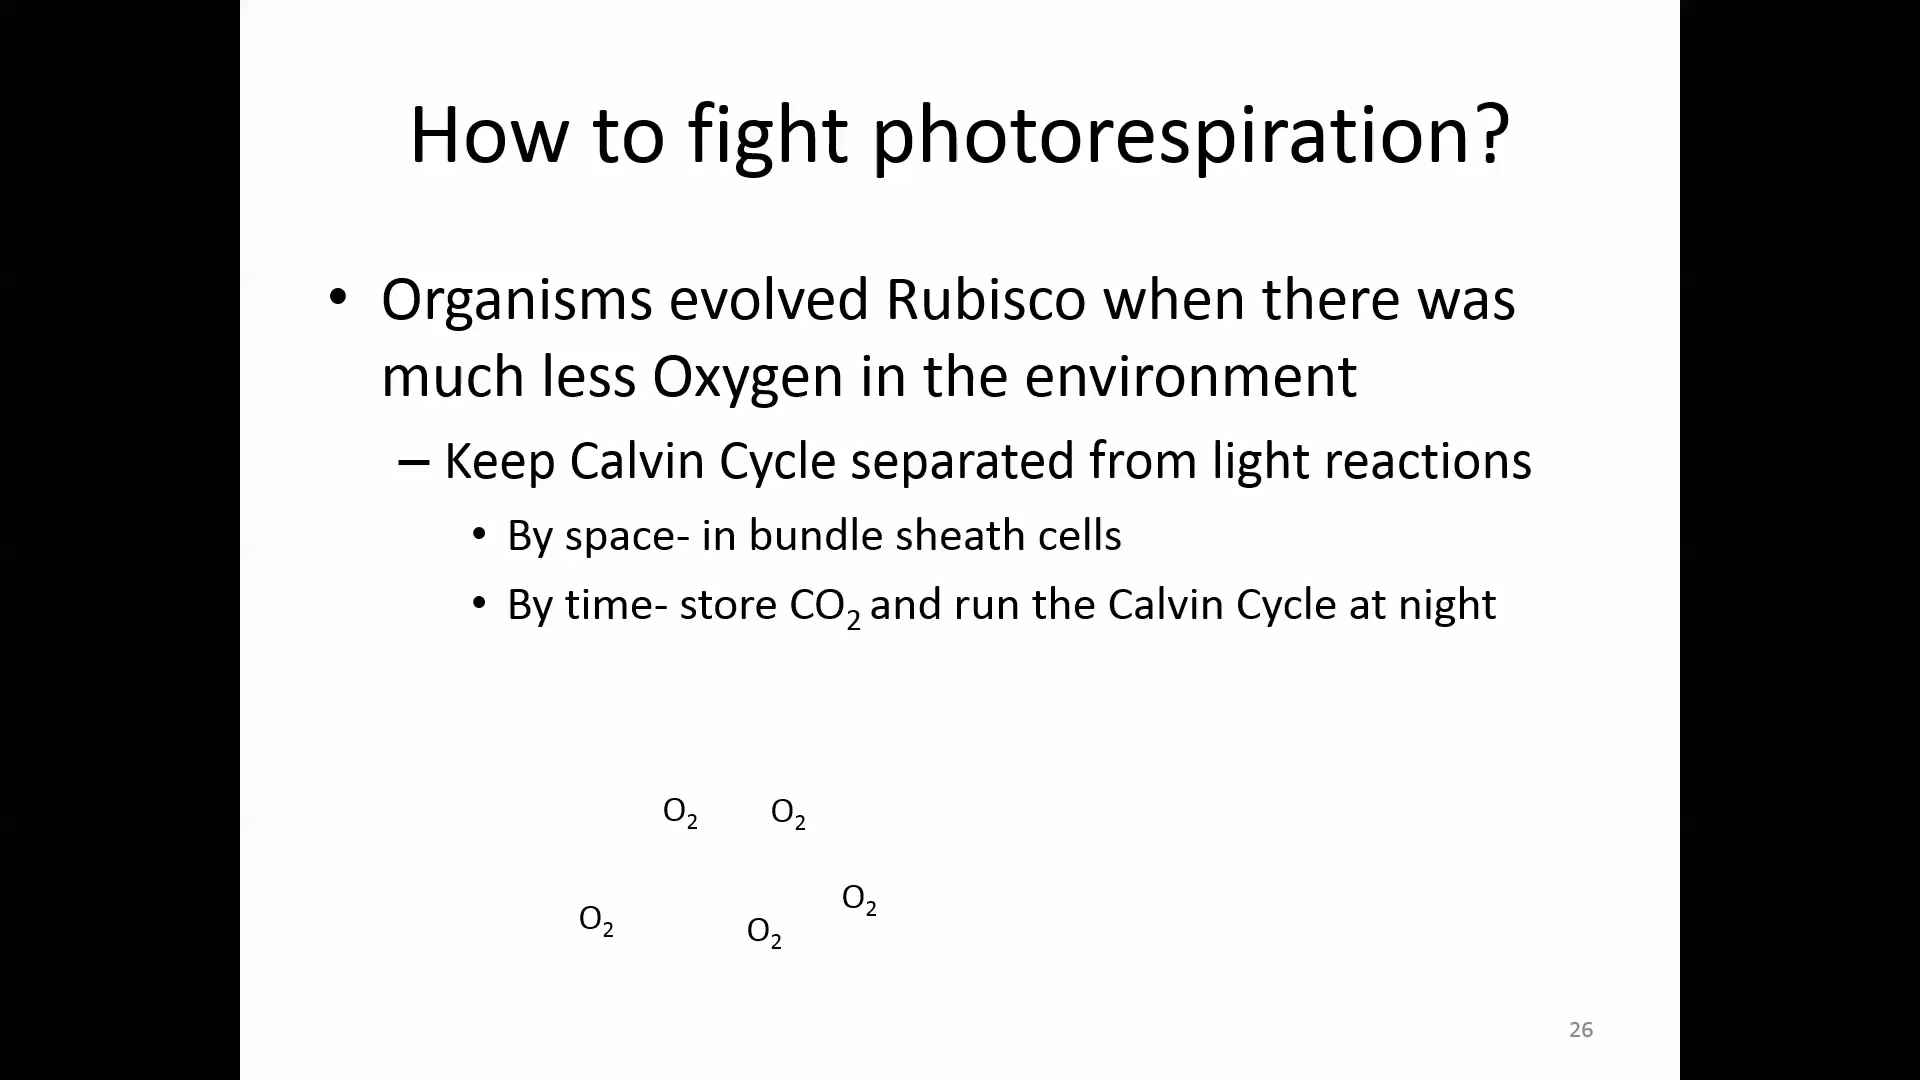 How to fight photorespiration?
• Organisms evolved Rubisco when there was
much less Oxygen in the environment
– Keep Calvin Cycle separated from light reactions
• By space- in bundle sheath cells
• By time- store CO₂ and run the Calvin Cycle at night
O₂ O₂
O₂
O₂ O₂
26